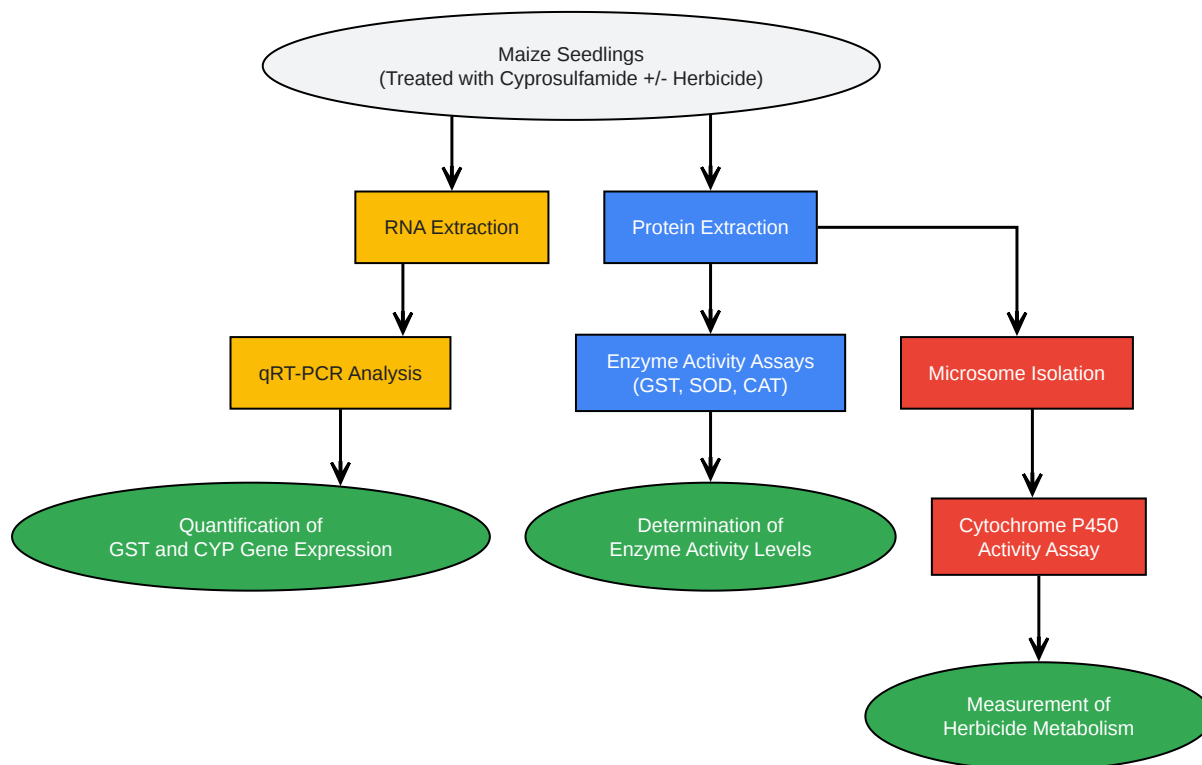 Maize Seedlings
(Treated with Cyprosulfamide +/- Herbicide)
RNA Extraction
Protein Extraction
qRT-PCR Analysis
Enzyme Activity Assays
(GST, SOD, CAT)
Microsome Isolation
Quantification of
GST and CYP Gene Expression
Determination of
Enzyme Activity Levels
Cytochrome P450
Activity Assay
Measurement of
Herbicide Metabolism